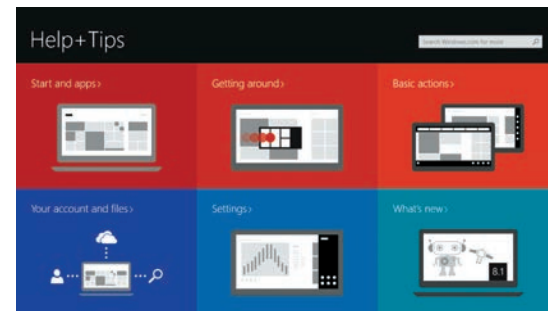 Help+Tips
Search Windows.com for more
Start and apps>
Getting around>
Basic actions>
Your account and files>
Settings>
What's new>
8.1